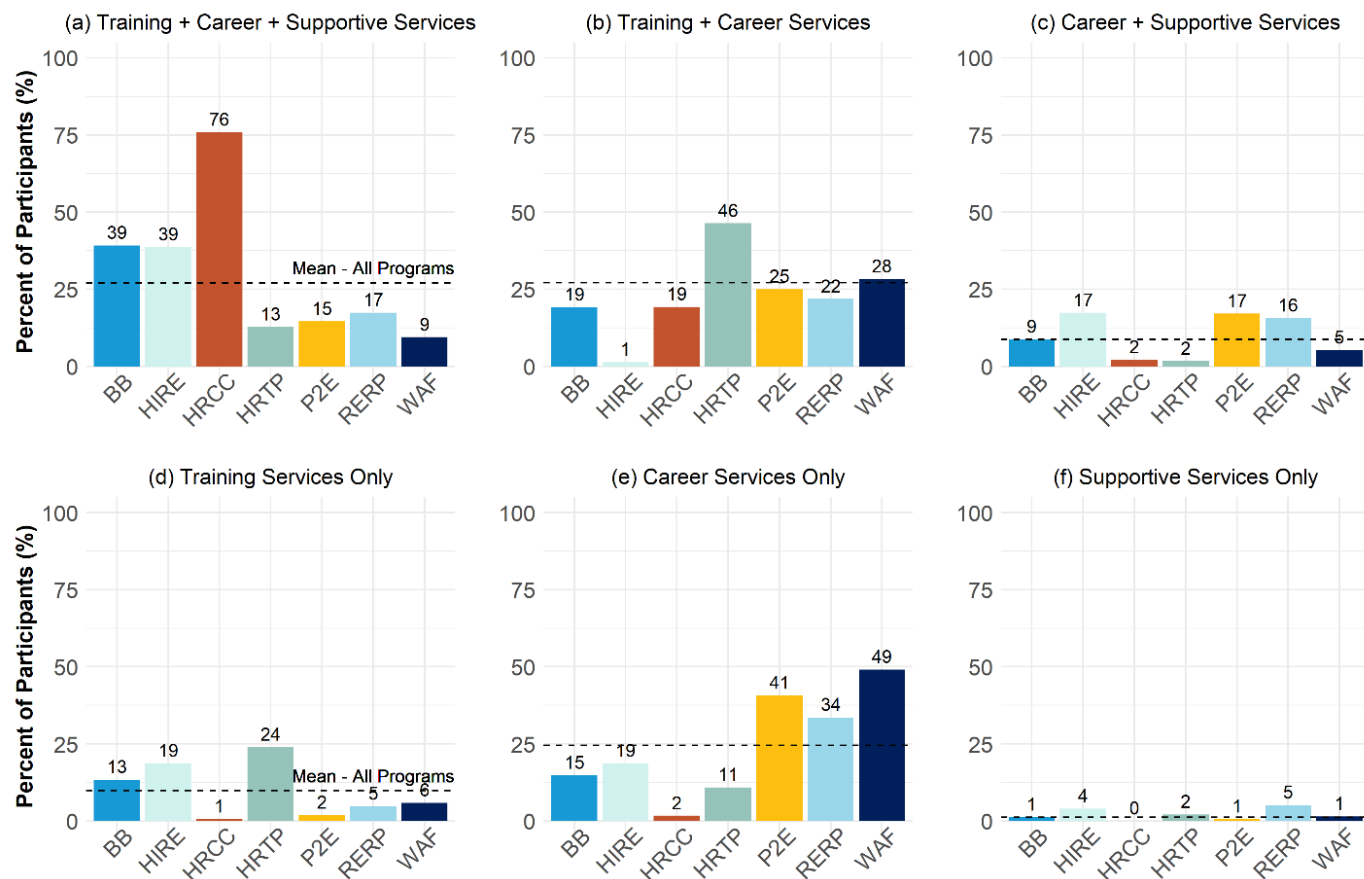 (a) Training + Career + Supportive Services
(b) Training + Career Services
(c) Career + Supportive Services
Percent of Participants (%)
100
75
50
25
0
39
39
76
13
15
17
9
Mean - All Programs
BB
HIRE
HRCC
HRTP
P2E
RERP
WAF
100
75
50
25
0
19
1
19
46
25
22
28
BB
HIRE
HRCC
HRTP
P2E
RERP
WAF
100
75
50
25
0
9
17
2
2
17
16
5
BB
HIRE
HRCC
HRTP
P2E
RERP
WAF
(d) Training Services Only
(e) Career Services Only
(f) Supportive Services Only
Percent of Participants (%)
100
75
50
25
0
13
19
1
24
2
5
6
Mean - All Programs
BB
HIRE
HRCC
HRTP
P2E
RERP
WAF
100
75
50
25
0
15
19
2
11
41
34
49
BB
HIRE
HRCC
HRTP
P2E
RERP
WAF
100
75
50
25
0
1
4
0
2
1
5
1
BB
HIRE
HRCC
HRTP
P2E
RERP
WAF